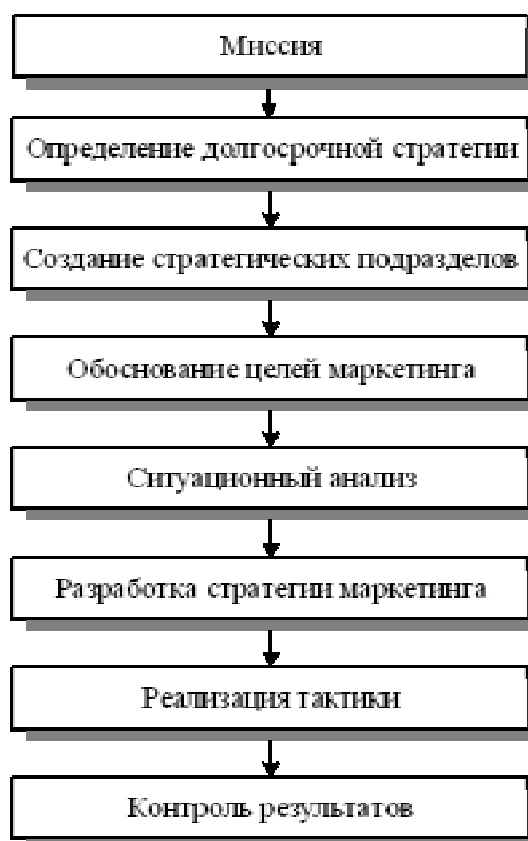 Миссия
Определение долгосрочной стратегии
Создание стратегических подразделов
Обоснование целей маркетинга
Ситуационный анализ
Разработка стратегии маркетинга
Реализация тактики
Контроль результатов